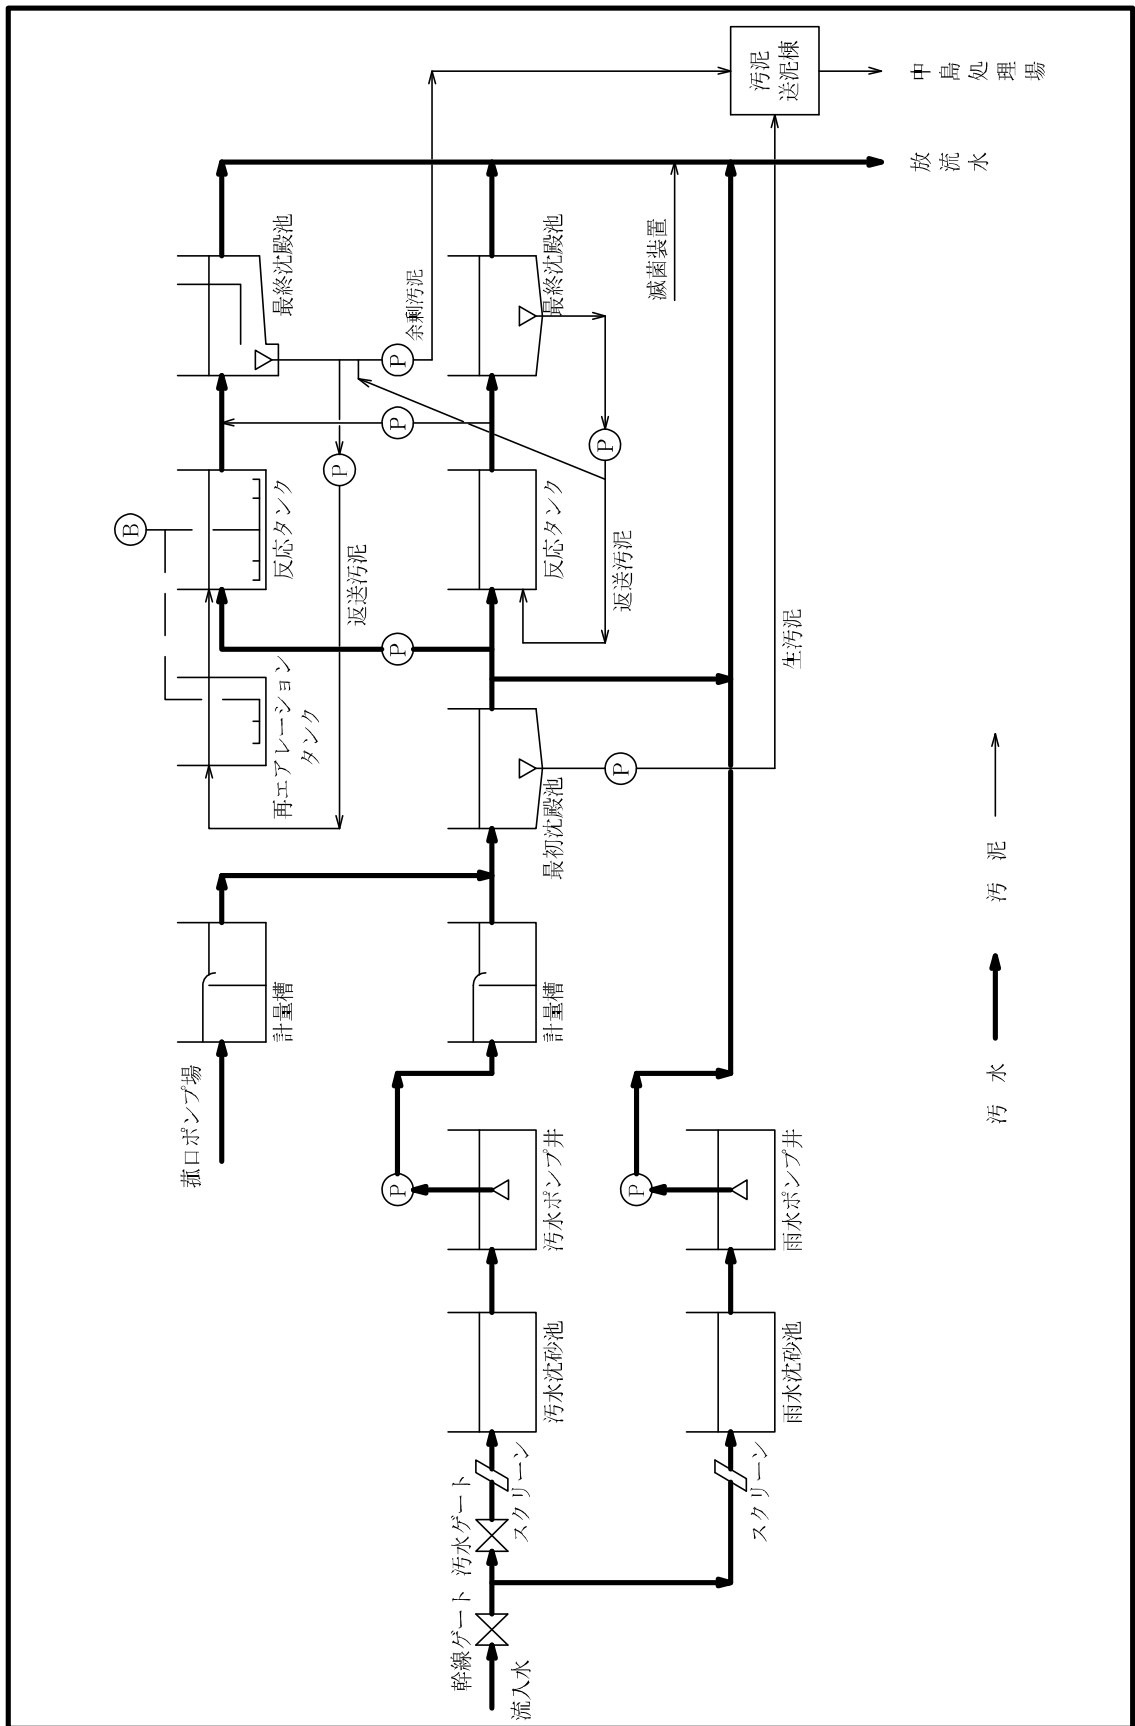 流入水
幹線ゲート
汚水ゲート
スクリーン
汚水沈砂池
汚水ポンプ井
P
菰口ポンプ場
計量槽
計量槽
最初沈殿池
P
生汚泥
P
再エアレーション
タンク
B
反応タンク
返送汚泥
P
P
最終沈殿池
P
余剰汚泥
反応タンク
返送汚泥
P
最終沈殿池
スクリーン
雨水沈砂池
雨水ポンプ井
P
滅菌装置
汚泥
送泥棟
中島処理場
放流水
汚水
汚泥